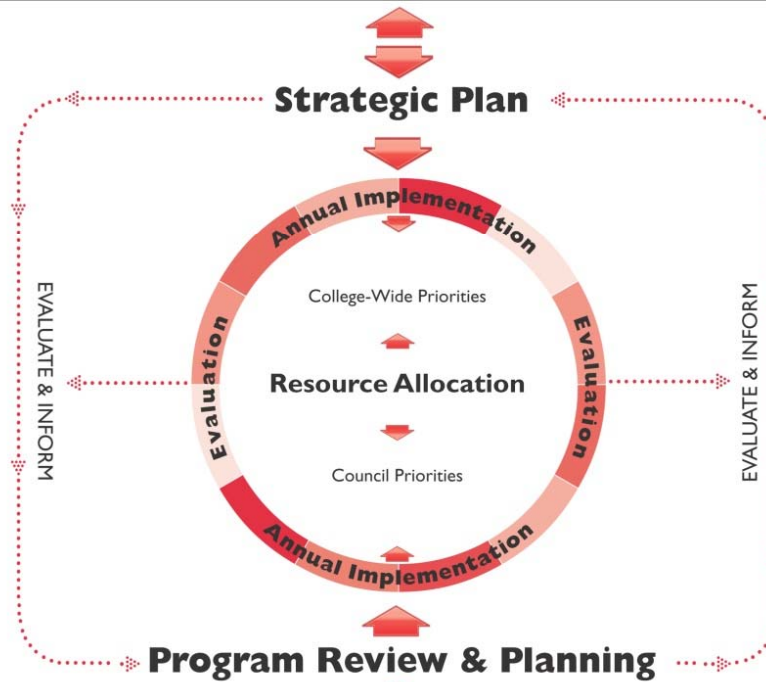 Strategic Plan
Annual Implementation
College-Wide Priorities
EVALUATE & INFORM
Evaluation
Resource Allocation
Evaluation
EVALUATE & INFORM
Council Priorities
Annual Implementation
Program Review & Planning